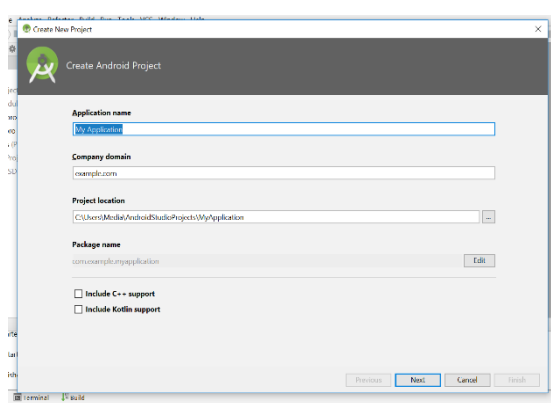 Create New Project
Create Android Project
Application name
My Application
Company domain
example.com
Project location
C:\Users\Media\AndroidStudioProjects\MyApplication
...
Package name
com.example.myapplication
Edit
Include C++ support
Include Kotlin support
Previous Next Cancel Finish
Terminal Build